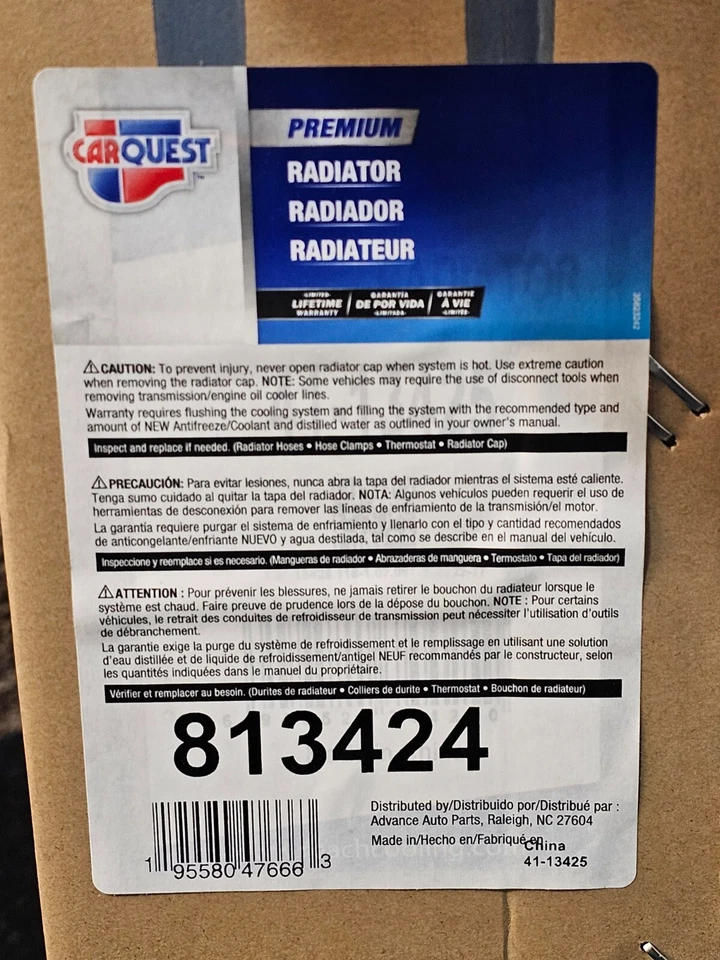 CARQUEST
PREMIUM
RADIATOR
RADIADOR
RADIATEUR
•LIMITED•
LIFETIME
WARRANTY
GARANTÍA
DE POR VIDA
•LIMITADA•
GARANTIE
À VIE
•LIMITÉE•
⚠CAUTION: To prevent injury, never open radiator cap when system is hot. Use extreme caution
when removing the radiator cap. NOTE: Some vehicles may require the use of disconnect tools when
removing transmission/engine oil cooler lines.
Warranty requires flushing the cooling system and filling the system with the recommended type and
amount of NEW Antifreeze/Coolant and distilled water as outlined in your owner's manual.
Inspect and replace if needed. (Radiator Hoses • Hose Clamps • Thermostat • Radiator Cap)
⚠PRECAUCIÓN: Para evitar lesiones, nunca abra la tapa del radiador mientras el sistema esté caliente.
Tenga sumo cuidado al quitar la tapa del radiador. NOTA: Algunos vehículos pueden requerir el uso de
herramientas de desconexión para remover las líneas de enfriamiento de la transmisión/el motor.
La garantía requiere purgar el sistema de enfriamiento y llenarlo con el tipo y cantidad recomendados
de anticongelante/enfriante NUEVO y agua destilada, tal como se describe en el manual del vehículo.
Inspeccione y reemplace si es necesario. (Mangueras de radiador • Abrazaderas de manguera • Termostato • Tapa del radiador)
⚠ATTENTION : Pour prévenir les blessures, ne jamais retirer le bouchon du radiateur lorsque le
système est chaud. Faire preuve de prudence lors de la dépose du bouchon. NOTE : Pour certains
véhicules, le retrait des conduites de refroidisseur de transmission peut nécessiter l'utilisation d'outils
de débranchement.
La garantie exige la purge du système de refroidissement et le remplissage en utilisant une solution
d'eau distillée et de liquide de refroidissement/antigel NEUF recommandés par le constructeur, selon
les quantités indiquées dans le manuel du propriétaire.
Vérifier et remplacer au besoin. (Durites de radiateur • Colliers de durite • Thermostat • Bouchon de radiateur)
813424
1 95580 47666 3
Distributed by/Distribuido por/Distribué par :
Advance Auto Parts, Raleigh, NC 27604
Made in/Hecho en/Fabriqué en
China
41-13425